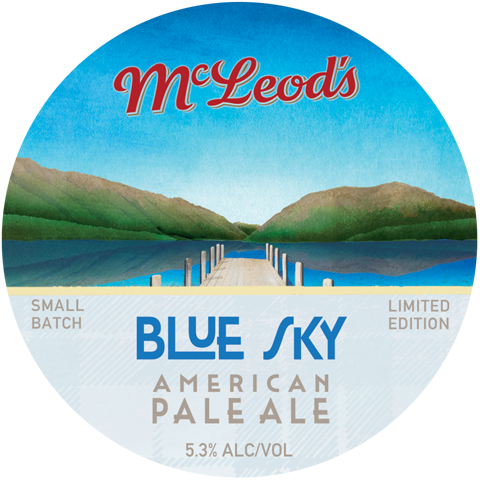 McLeod's
SMALL
BATCH
LIMITED
EDITION
BLUE SKY
AMERICAN
PALE ALE
5.3% ALC/VOL